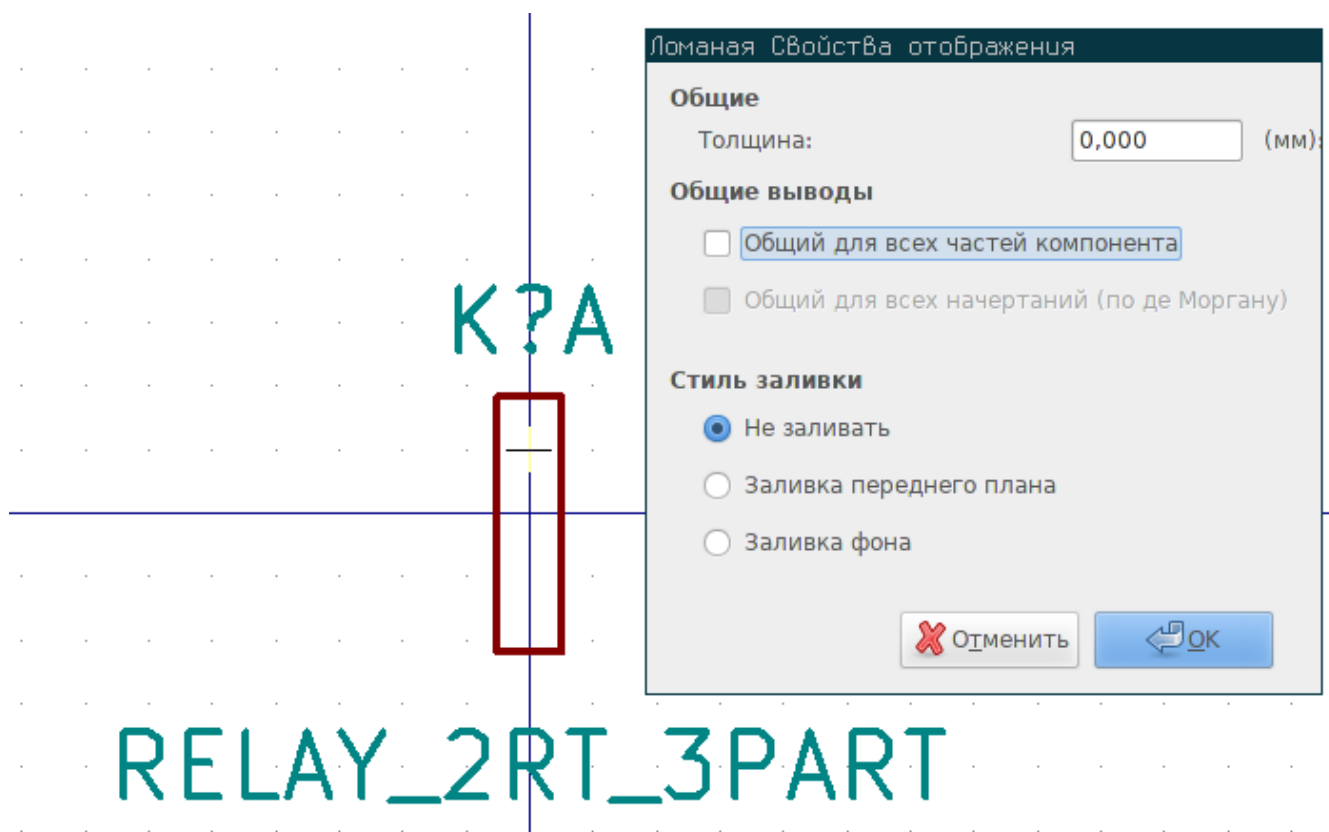 Ломаная Свойства отображения
Общие
Толщина: 0,000 (мм):
Общие выводы
Общий для всех частей компонента
K?A
Общий для всех начертаний (по де Моргану)
Стиль заливки
Не заливать
Заливка переднего плана
Заливка фона
Отменить OK
RELAY_2RT_3PART